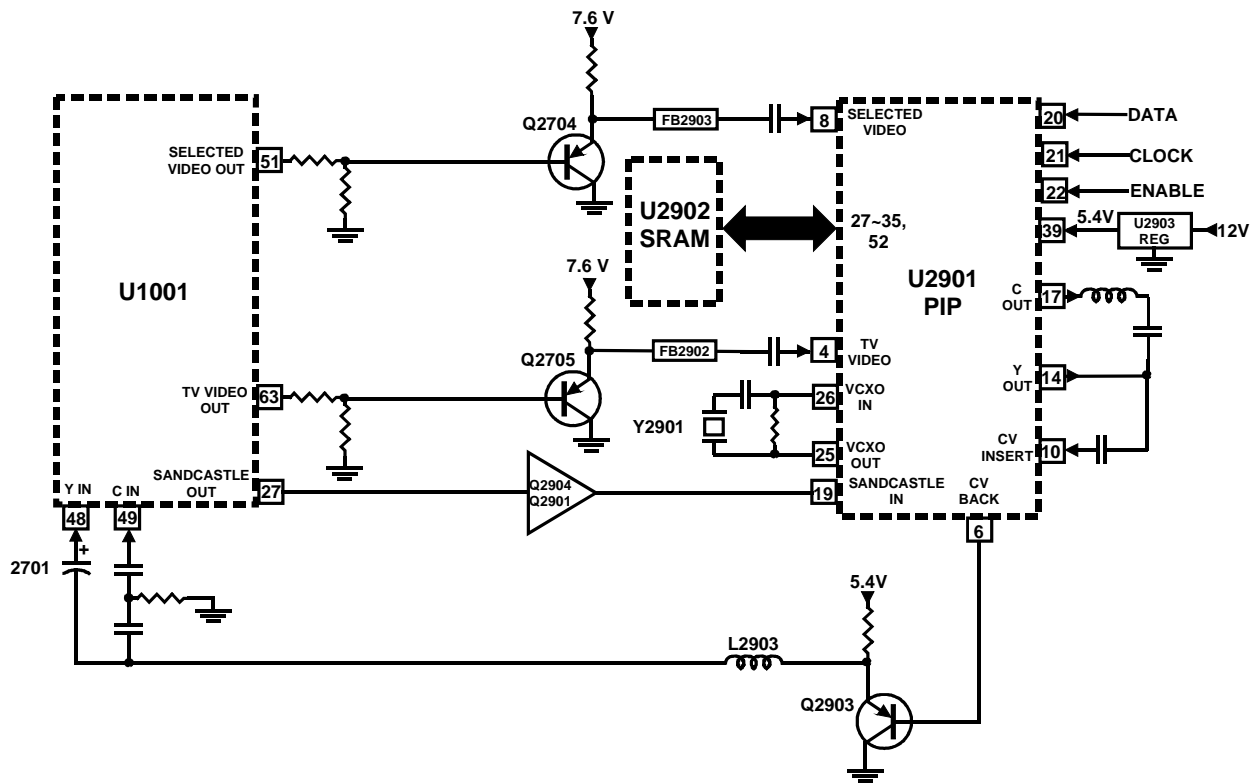 7.6 V
Q2704
FB2903
8
SELECTED
VIDEO
20
DATA
21
CLOCK
22
ENABLE
SELECTED
VIDEO OUT
51
U2902
SRAM
27~35,
52
39
5.4V
U2903
REG
12V
U1001
7.6 V
U2901
PIP
C
OUT
17
Q2705
FB2902
4
TV
VIDEO
Y
OUT
14
TV VIDEO
OUT
63
Y2901
26
VCXO
IN
25
VCXO
OUT
CV
INSERT
10
SANDCASTLE
OUT
27
Q2904
Q2901
19
SANDCASTLE
IN
CV
BACK
6
Y IN
C IN
48
49
+
2701
5.4V
L2903
Q2903